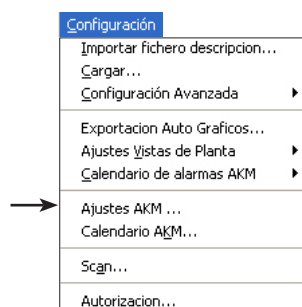 Configuración
Importar fichero descripcion...
Cargar...
Configuración Avanzada
Exportacion Auto Graficos...
Ajustes Vistas de Planta
Calendario de alarmas AKM
Ajustes AKM ...
Calendario AKM...
Scan...
Autorizacion...